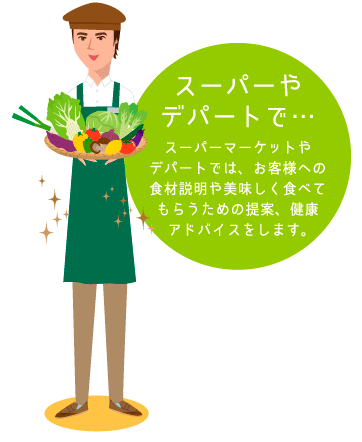 スーパーや
デパートで…
スーパーマーケットや
デパートでは、お客様への
食材説明や美味しく食べて
もらうための提案、健康
アドバイスをします。